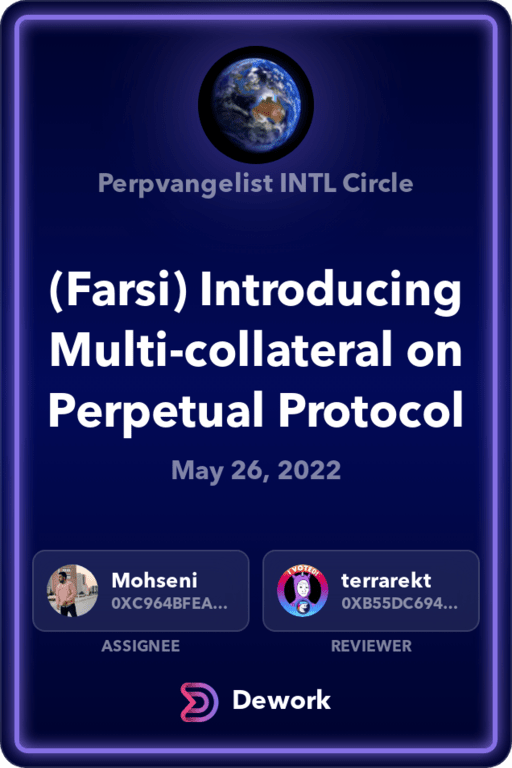 Perpvangelist INTL Circle
(Farsi) Introducing
Multi-collateral on
Perpetual Protocol
May 26, 2022
Mohseni
0XC964BFEA...
ASSIGNEE
I VOTED!
terrarekt
0XB55DC694...
REVIEWER
Dework